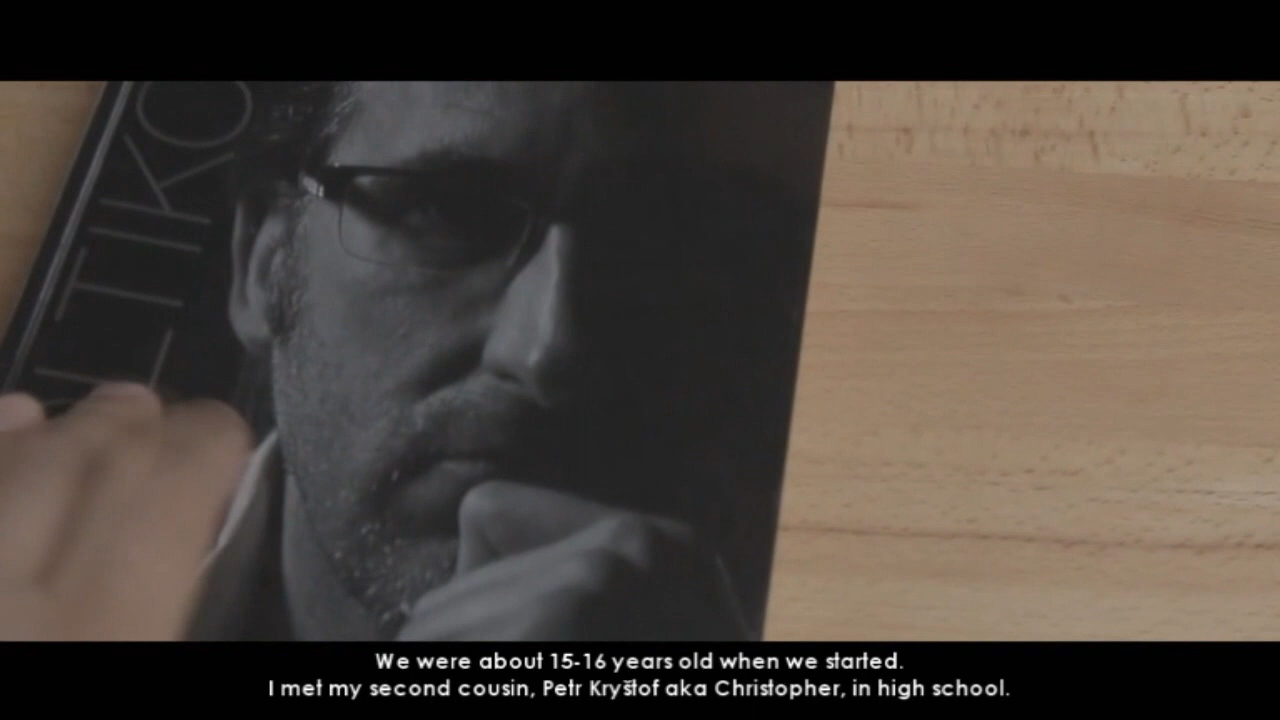 TIKO
We were about 15-16 years old when we started.
I met my second cousin, Petr Kryštof aka Christopher, in high school.